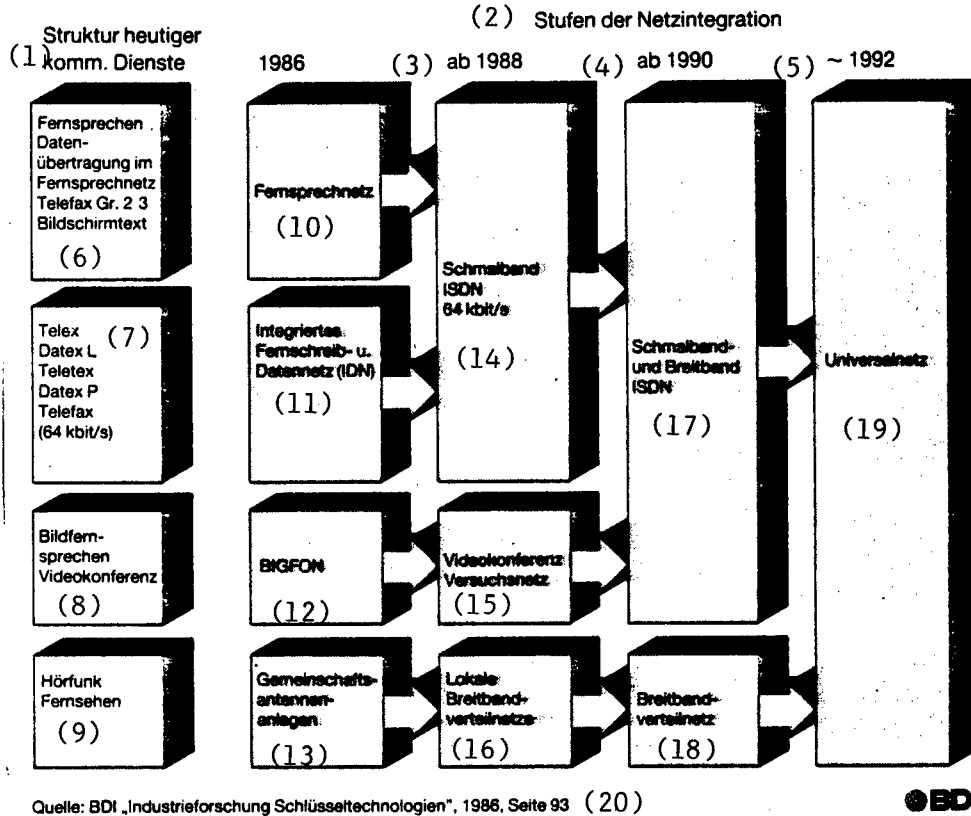 (2) Stufen der Netzintegration
Struktur heutiger
(1) komm. Dienste
1986
(3) ab 1988
(4) ab 1990
(5) ~ 1992
Fernsprechen
Daten-
übertragung im
Fernsprechnetz
Telefax Gr. 2 3
Bildschirmtext
(6)
Fernsprechnetz
(10)
Telex (7)
Datex L
Teletex
Datex P
Telefax
(64 kbit/s)
Integriertes
Fernschreib- u.
Datennetz (IDN)
(11)
Schmalband
ISDN
64 kbit/s
(14)
Schmalband-
und Breitband
ISDN
(17)
Universalnetz
(19)
Bildfern-
sprechen
Videokonferenz
(8)
BIGFON
(12)
Videokonferenz
Versuchsnetz
(15)
Hörfunk
Fernsehen
(9)
Gemeinschafts-
antennen-
anlagen
(13)
Lokale
Breitband-
verteilnetze
(16)
Breitband-
verteilnetz
(18)
Quelle: BDI „Industrieforschung Schlüsseltechnologien", 1986, Seite 93 (20)
BD